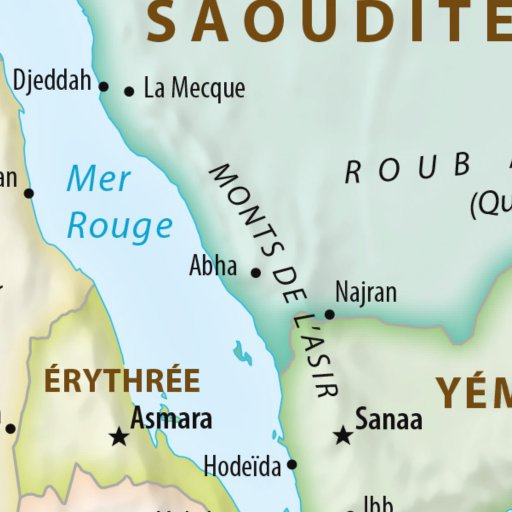 SAOUDITE
Djeddah
La Mecque
an
Mer
Rouge
MONTS DE L'ASIR
ROUB
(Qu
Abha
Najran
ÉRYTHRÉE
YÉM
Asmara
Sanaa
Hodeïda
Ibb